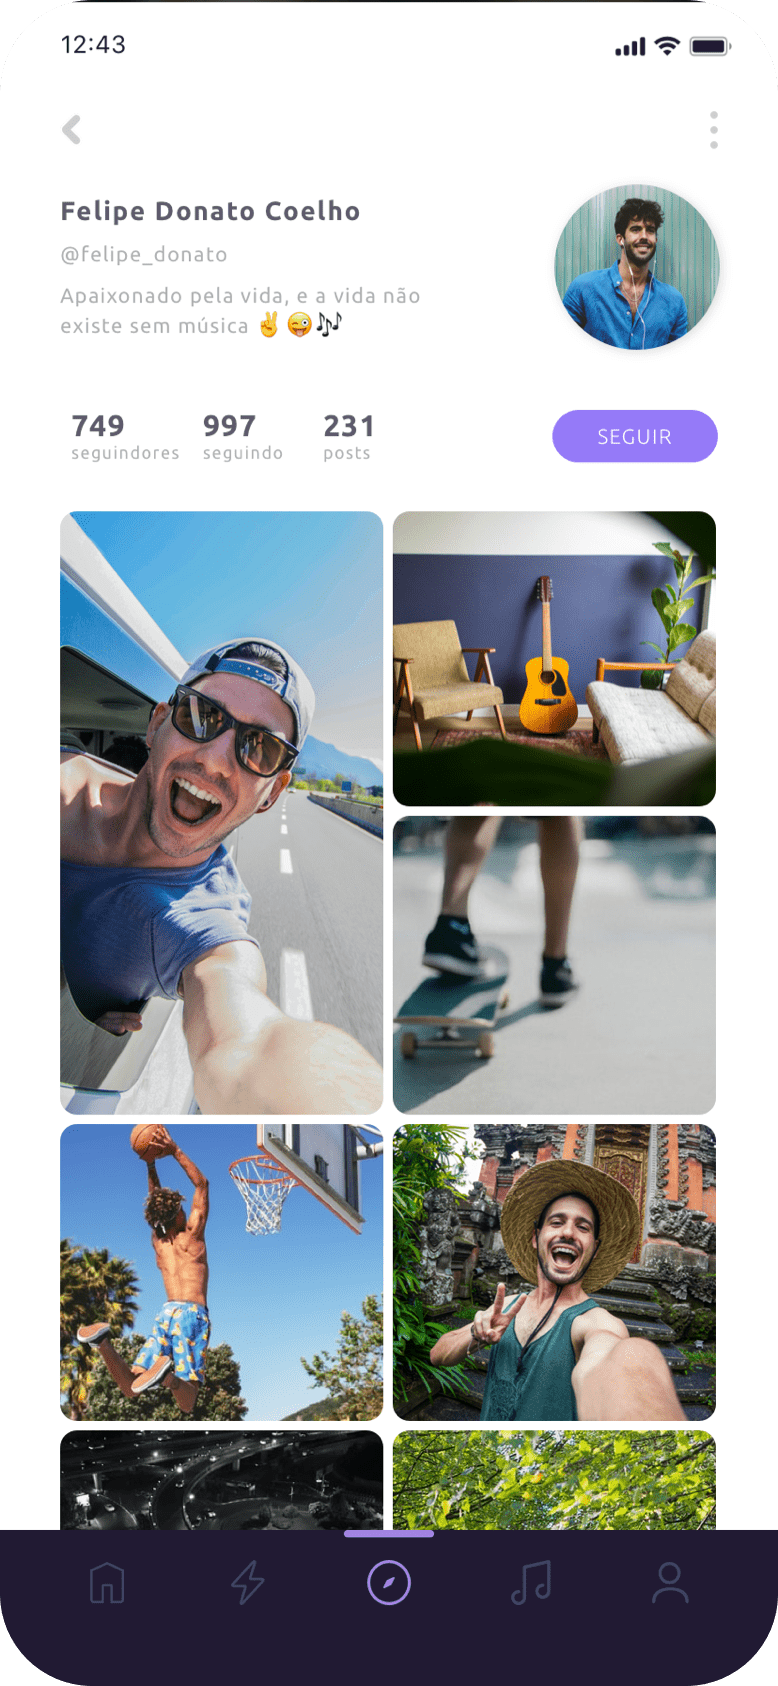 12:43
Felipe Donato Coelho
@felipe_donato
Apaixonado pela vida, e a vida não
existe sem música ✌️😜🎶
749 997 231
seguindores seguindo posts
SEGUIR